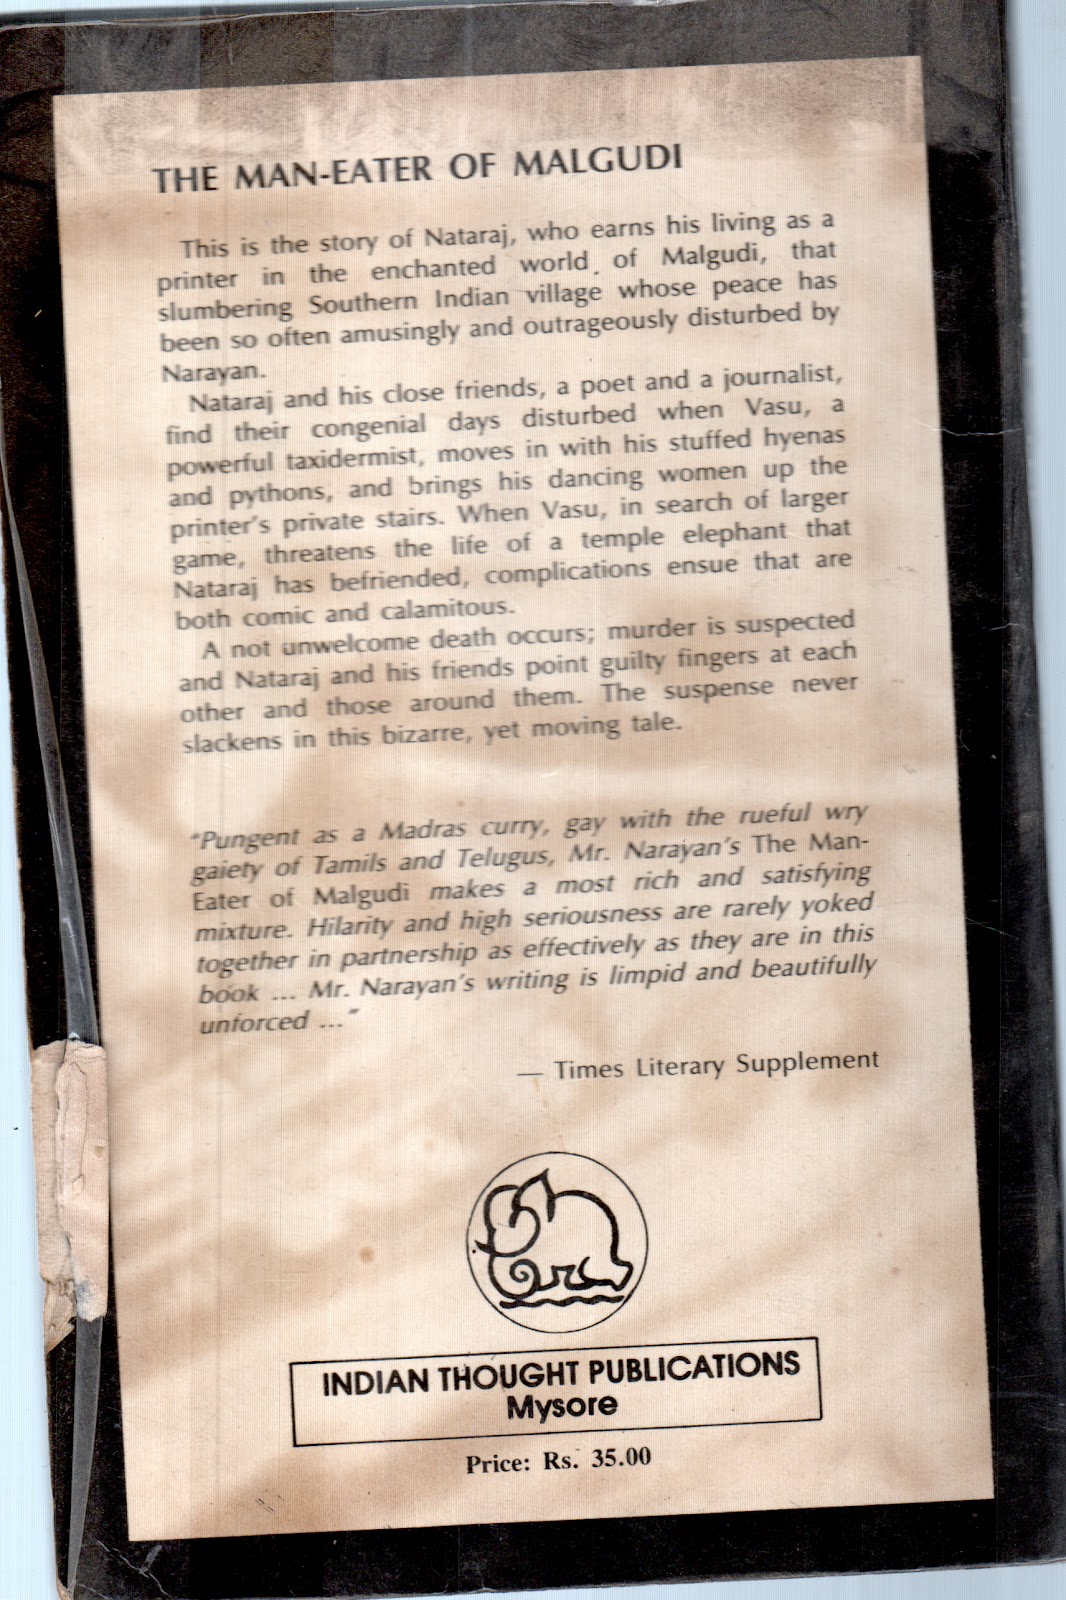 THE MAN-EATER OF MALGUDI
This is the story of Nataraj, who earns his living as a
printer in the enchanted world of Malgudi, that
slumbering Southern Indian village whose peace has
been so often amusingly and outrageously disturbed by
Narayan.
Nataraj and his close friends, a poet and a journalist,
find their congenial days disturbed when Vasu, a
powerful taxidermist, moves in with his stuffed hyenas
and pythons, and brings his dancing women up the
printer's private stairs. When Vasu, in search of larger
game, threatens the life of a temple elephant that
Nataraj has befriended, complications ensue that are
both comic and calamitous.
A not unwelcome death occurs; murder is suspected
and Nataraj and his friends point guilty fingers at each
other and those around them. The suspense never
slackens in this bizarre, yet moving tale.
"Pungent as a Madras curry, gay with the rueful wry
gaiety of Tamils and Telugus, Mr. Narayan's The Man-
Eater of Malgudi makes a most rich and satisfying
mixture. Hilarity and high seriousness are rarely yoked
together in partnership as effectively as they are in this
book ... Mr. Narayan's writing is limpid and beautifully
unforced ..."
— Times Literary Supplement
INDIAN THOUGHT PUBLICATIONS
Mysore
Price: Rs. 35.00